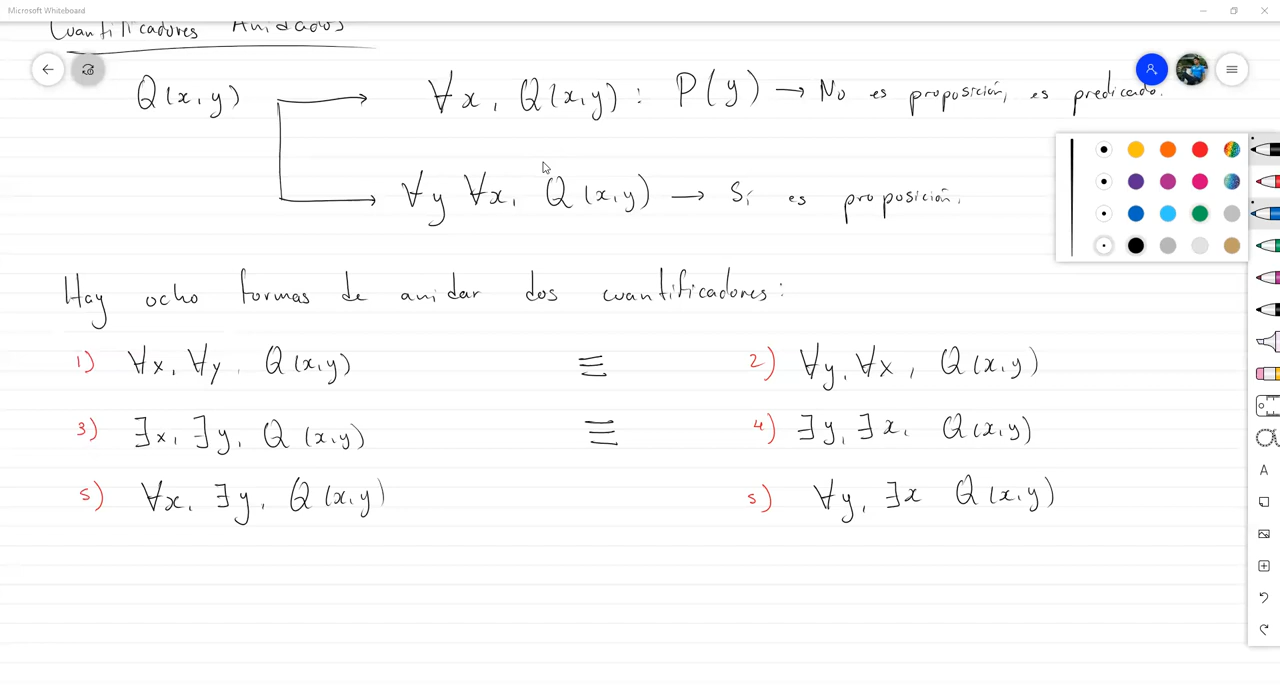 Microsoft Whiteboard
Cuantificadores Anidados
Q(x,y) → ∀x, Q(x,y) : P(y) → No es proposición, es predicado.
→ ∀y ∀x, Q(x,y) → Sí es proposición.
Hay ocho formas de anidar dos cuantificadores:
1) ∀x, ∀y, Q(x,y) ≡ 2) ∀y, ∀x, Q(x,y)
3) ∃x, ∃y, Q(x,y) ≡ 4) ∃y, ∃x, Q(x,y)
5) ∀x, ∃y, Q(x,y) 5) ∀y, ∃x Q(x,y)